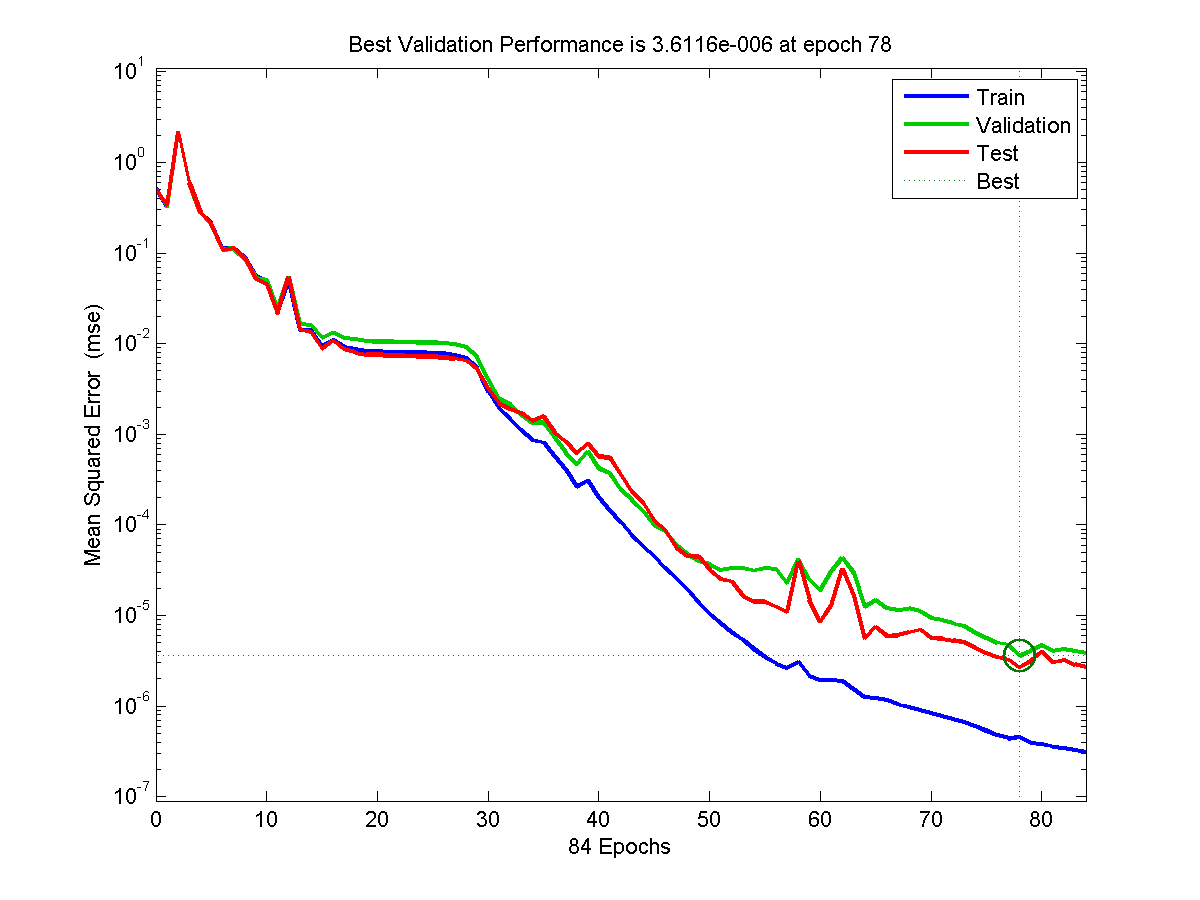 Best Validation Performance is 3.6116e-006 at epoch 78
Train
Validation
Test
Best
10^1
10^0
10^-1
10^-2
10^-3
10^-4
10^-5
10^-6
10^-7
Mean Squared Error (mse)
0 10 20 30 40 50 60 70 80
84 Epochs